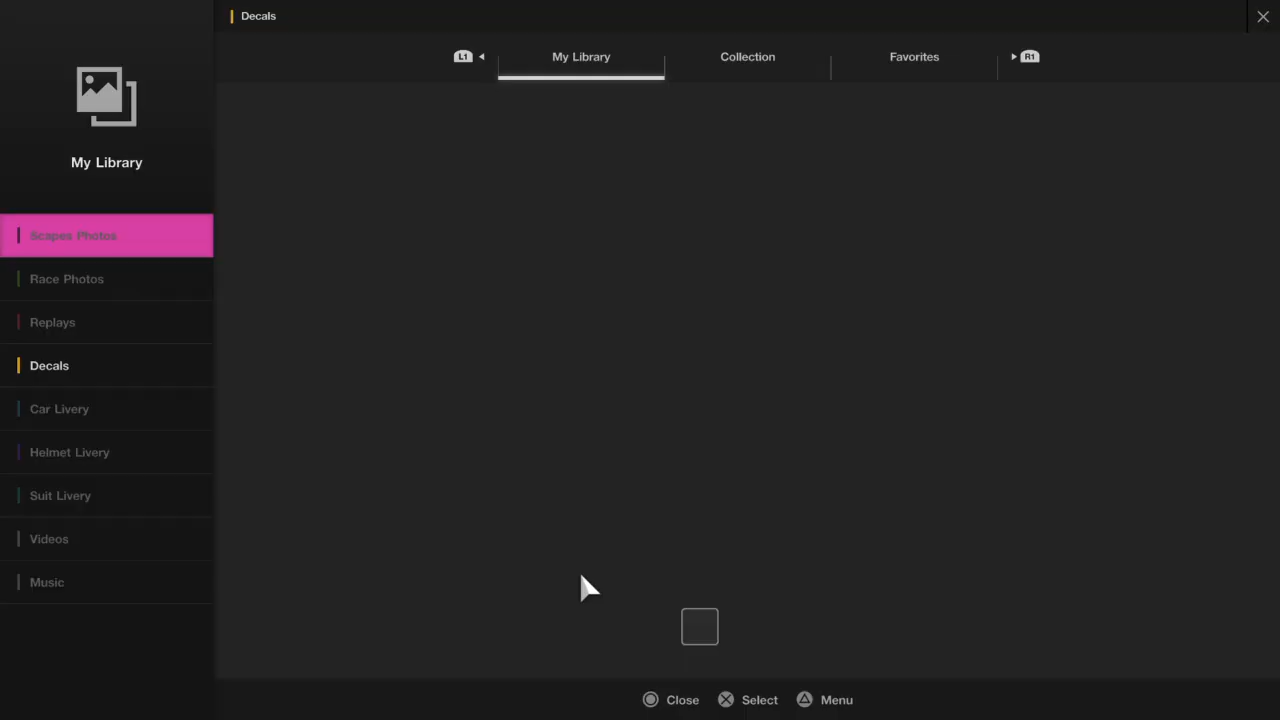 Decals
L1
My Library
Collection
Favorites
R1
My Library
Scapes Photos
Race Photos
Replays
Decals
Car Livery
Helmet Livery
Suit Livery
Videos
Music
Close
Select
Menu